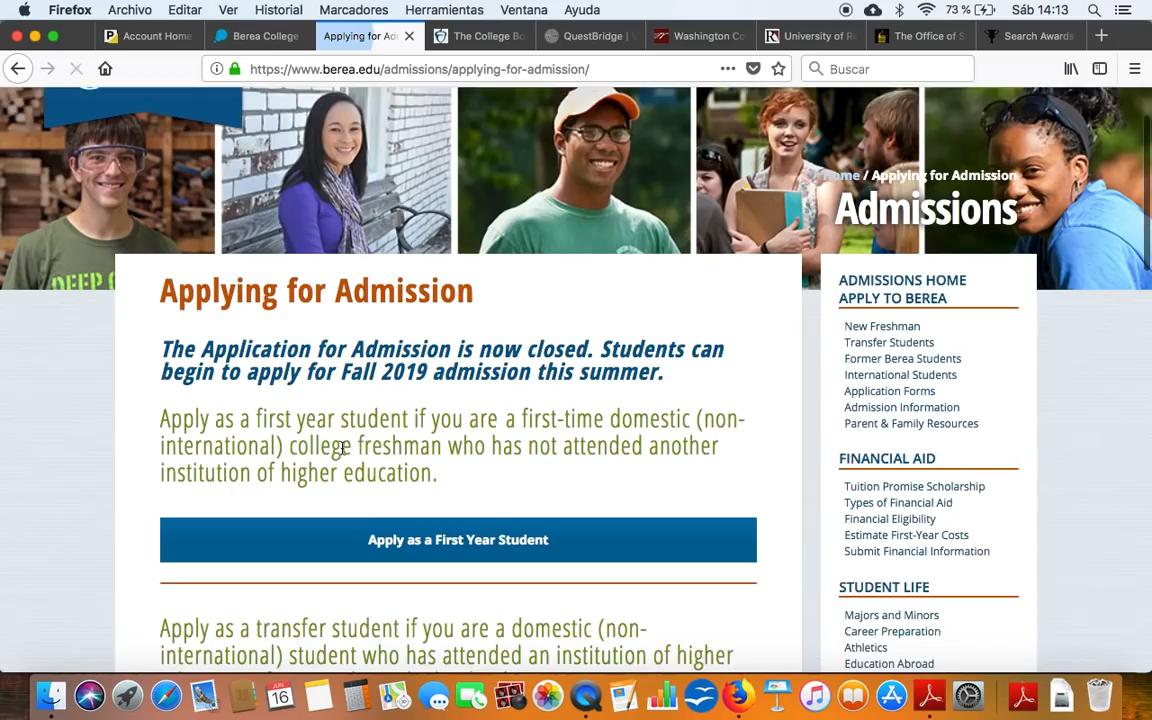 Firefox Archivo Editar Ver Historial Marcadores Herramientas Ventana Ayuda 73 % Sáb 14:13
Account Home Berea College Applying for Ad The College Bo QuestBridge | Washington Co University of R The Office of S Search Awards
https://www.berea.edu/admissions/applying-for-admission/ Buscar
Home / Applying for Admission
Admissions
DEEP
Applying for Admission
The Application for Admission is now closed. Students can
begin to apply for Fall 2019 admission this summer.
Apply as a first year student if you are a first-time domestic (non-
international) college freshman who has not attended another
institution of higher education.
Apply as a First Year Student
Apply as a transfer student if you are a domestic (non-
international) student who has attended an institution of higher
ADMISSIONS HOME
APPLY TO BEREA
New Freshman
Transfer Students
Former Berea Students
International Students
Application Forms
Admission Information
Parent & Family Resources
FINANCIAL AID
Tuition Promise Scholarship
Types of Financial Aid
Financial Eligibility
Estimate First-Year Costs
Submit Financial Information
STUDENT LIFE
Majors and Minors
Career Preparation
Athletics
Education Abroad
16